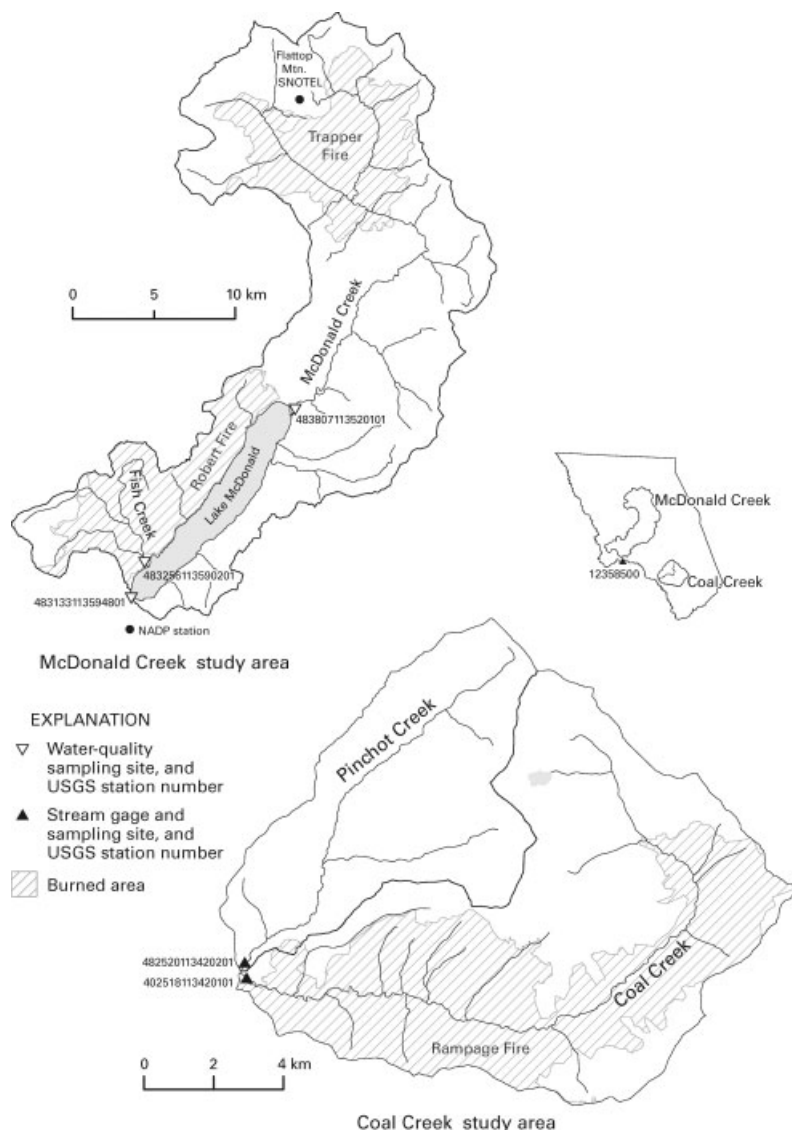 Flattop
Mtn.
SNOTEL
Trapper
Fire
0 5 10 km
McDonald Creek
483807113520101
Robert Fire
Lake McDonald
Fish Creek
483256113590201
483133113594801
NADP station
McDonald Creek study area
McDonald Creek
12358500
Coal Creek
EXPLANATION
Water-quality
sampling site, and
USGS station number
Stream gage and
sampling site, and
USGS station number
Burned area
Pinchot Creek
482520113420201
402518113420101
Coal Creek
Rampage Fire
0 2 4 km
Coal Creek study area